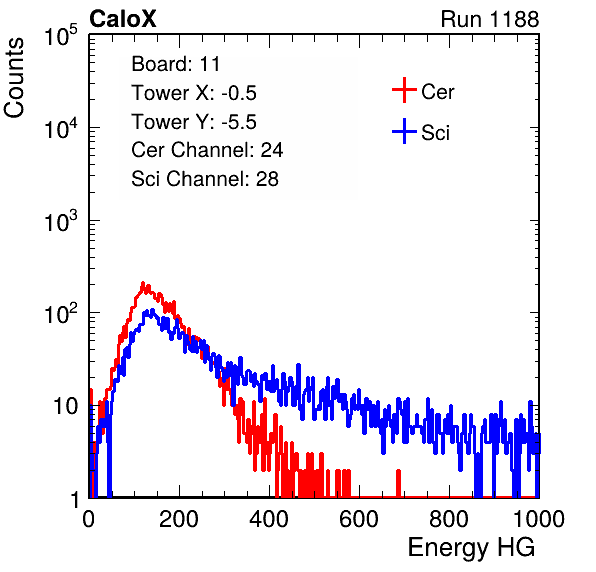 CaloX Run 1188
Counts
10^5
10^4
10^3
10^2
10
1
Board: 11
Tower X: -0.5
Tower Y: -5.5
Cer Channel: 24
Sci Channel: 28
Cer
Sci
0 200 400 600 800 1000
Energy HG